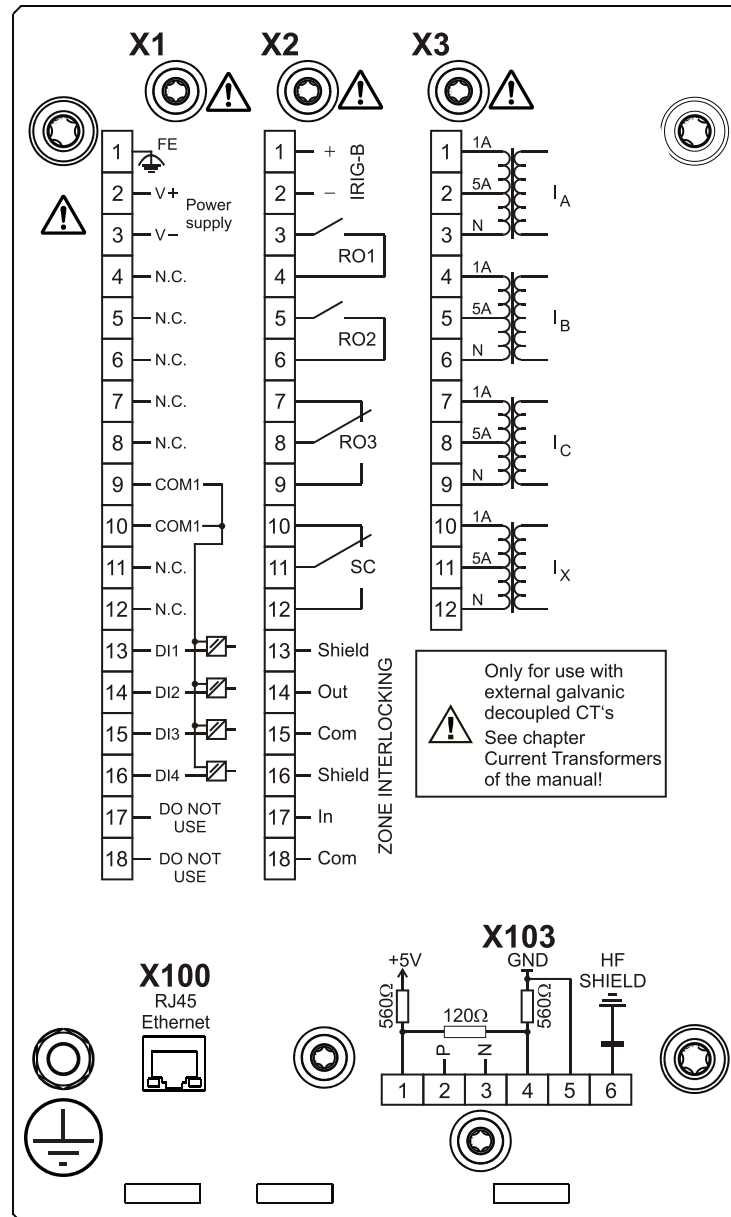 X1 X2 X3
1 FE
2 V+
Power
supply
3 V–
4 N.C.
5 N.C.
6 N.C.
7 N.C.
8 N.C.
9 COM1
10 COM1
11 N.C.
12 N.C.
13 DI1
14 DI2
15 DI3
16 DI4
17 DO NOT
USE
18 DO NOT
USE
1 +
2 –
IRIG-B
3
RO1
4
5
RO2
6
7
8 RO3
9
10
11 SC
12
13 Shield
14 Out
15 Com
16 Shield
17 In
18 Com
ZONE INTERLOCKING
1 1A
2 5A IA
3 N
4 1A
5 5A IB
6 N
7 1A
8 5A IC
9 N
10 1A
11 5A IX
12 N
Only for use with
external galvanic
decoupled CT‘s
See chapter
Current Transformers
of the manual!
X100
RJ45
Ethernet
X103
+5V GND HF
SHIELD
560Ω 120Ω 560Ω
P N
1 2 3 4 5 6